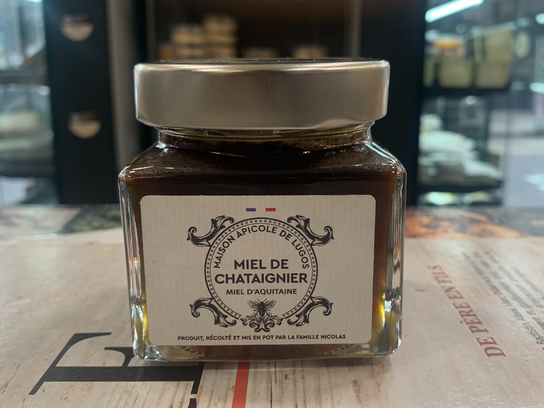 MAISON APICOLE DE LUGOS
MIEL DE
CHATAIGNIER
MIEL D'AQUITAINE
PRODUIT, RÉCOLTÉ ET MIS EN POT PAR LA FAMILLE NICOLAS
DE PÈRE EN FILS